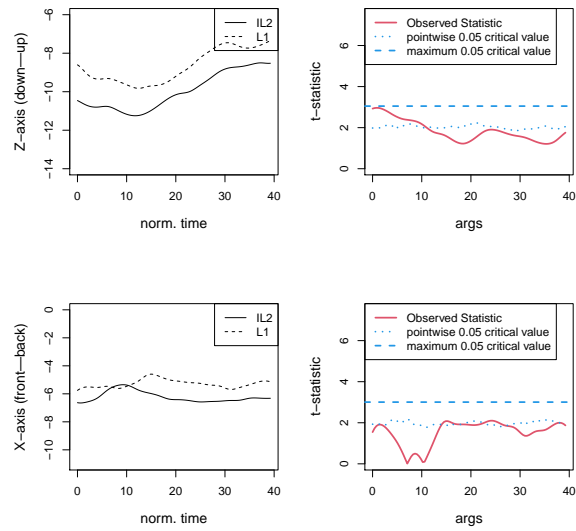 Z−axis (down—up)
−14 −12 −10 −8 −6
IL2
L1
0 10 20 30 40
norm. time
t−statistic
0 2 4 6
Observed Statistic
pointwise 0.05 critical value
maximum 0.05 critical value
0 10 20 30 40
args
X−axis (front—back)
−10 −8 −6 −4 −2 0
IL2
L1
0 10 20 30 40
norm. time
t−statistic
0 2 4 6
Observed Statistic
pointwise 0.05 critical value
maximum 0.05 critical value
0 10 20 30 40
args